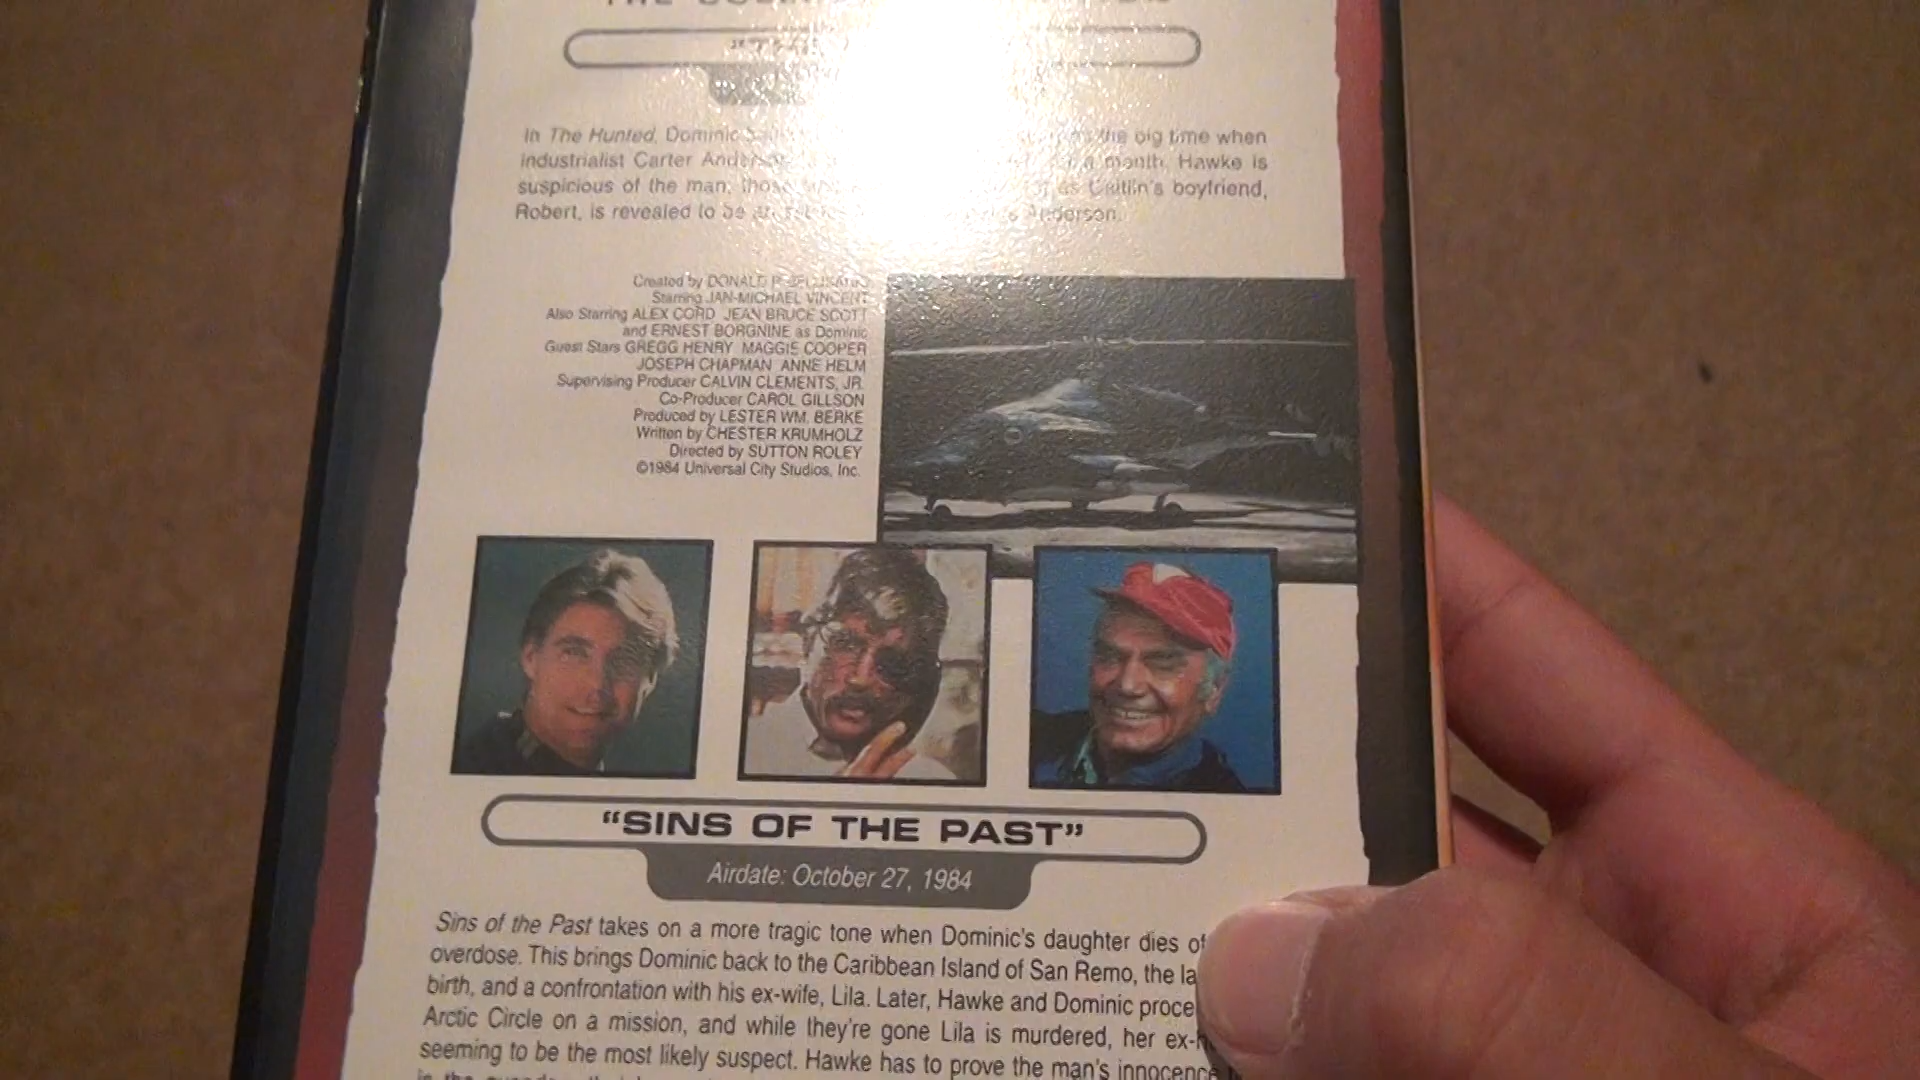 In The Hunted, Dominic the big time when
industrialist Carter a month. Hawke is
suspicious of the man; those as Caitlin's boyfriend,
Robert, is revealed to be Anderson.
Created by DONALD P.
Starring JAN-MICHAEL VINCENT
Also Starring ALEX CORD JEAN BRUCE SCOTT
and ERNEST BORGNINE as Dominic
Guest Stars GREGG HENRY MAGGIE COOPER
JOSEPH CHAPMAN ANNE HELM
Supervising Producer CALVIN CLEMENTS, JR.
Co-Producer CAROL GILLSON
Produced by LESTER WM. BERKE
Written by CHESTER KRUMHOLZ
Directed by SUTTON ROLEY
©1984 Universal City Studios, Inc.
“SINS OF THE PAST”
Airdate: October 27, 1984
Sins of the Past takes on a more tragic tone when Dominic's daughter dies of
overdose. This brings Dominic back to the Caribbean Island of San Remo, the la
birth, and a confrontation with his ex-wife, Lila. Later, Hawke and Dominic proce
Arctic Circle on a mission, and while they're gone Lila is murdered, her ex-h
seeming to be the most likely suspect. Hawke has to prove the man's innocence